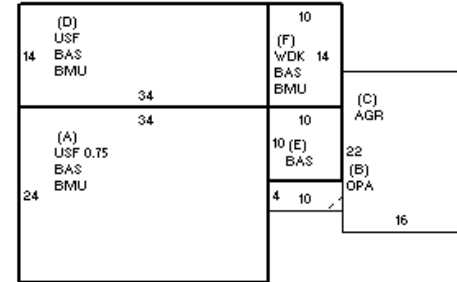 (D)
USF
BAS
BMU
14
34
10
(F)
WDK 14
BAS
BMU
34
(A)
USF 0.75
BAS
BMU
24
10
10 (E)
BAS
4 10
(C)
AGR
22
(B)
OPA
16